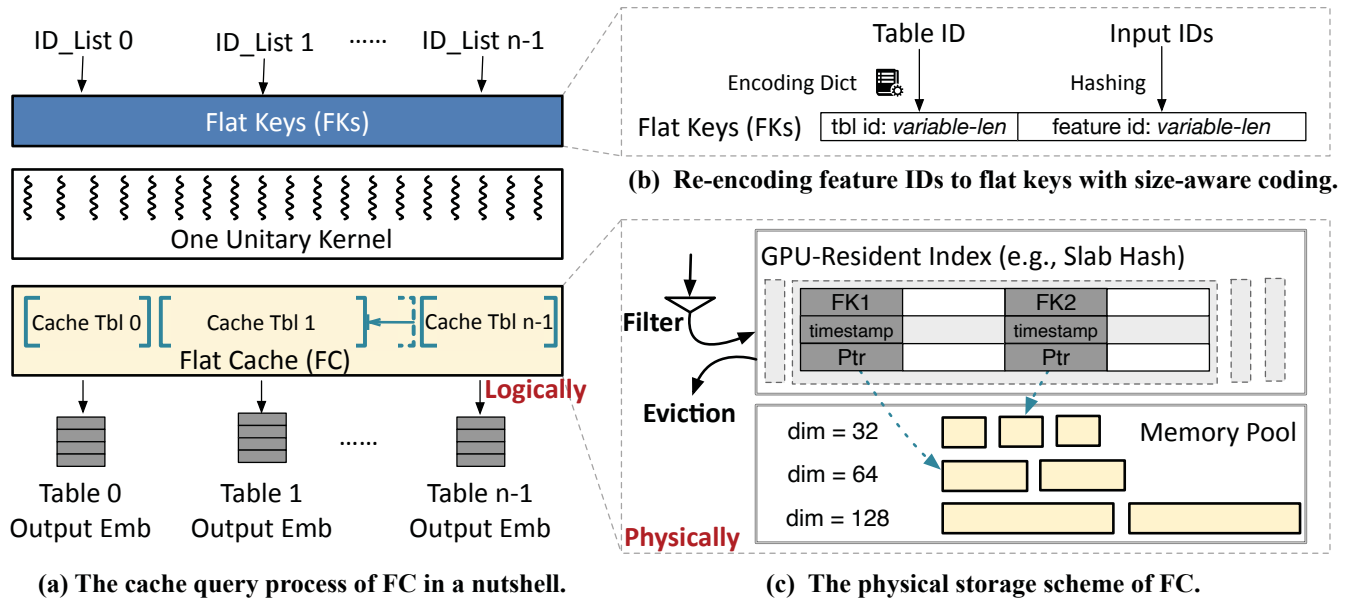 ID_List 0
ID_List 1
......
ID_List n-1
Flat Keys (FKs)
One Unitary Kernel
Cache Tbl 0
Cache Tbl 1
Cache Tbl n-1
Flat Cache (FC)
Logically
......
Table 0
Output Emb
Table 1
Output Emb
Table n-1
Output Emb
(a) The cache query process of FC in a nutshell.
Table ID
Input IDs
Encoding Dict
Hashing
Flat Keys (FKs)
tbl id: variable-len
feature id: variable-len
(b) Re-encoding feature IDs to flat keys with size-aware coding.
GPU-Resident Index (e.g., Slab Hash)
Filter
Eviction
FK1
FK2
timestamp
timestamp
Ptr
Ptr
Memory Pool
dim = 32
dim = 64
dim = 128
Physically
(c) The physical storage scheme of FC.